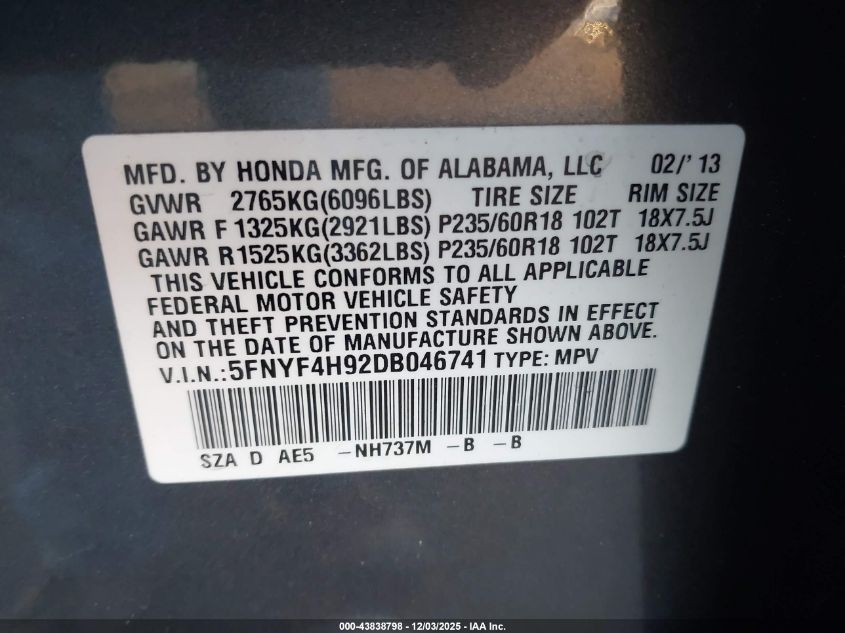 MFD. BY HONDA MFG. OF ALABAMA, LLC 02/'13
GVWR 2765KG(6096LBS) TIRE SIZE RIM SIZE
GAWR F 1325KG(2921LBS) P235/60R18 102T 18X7.5J
GAWR R1525KG(3362LBS) P235/60R18 102T 18X7.5J
THIS VEHICLE CONFORMS TO ALL APPLICABLE
FEDERAL MOTOR VEHICLE SAFETY
AND THEFT PREVENTION STANDARDS IN EFFECT
ON THE DATE OF MANUFACTURE SHOWN ABOVE.
V.I.N.:5FNYF4H92DB046741 TYPE: MPV
SZA D AE5 -NH737M -B -B
000-43838798 - 12/03/2025 - IAA Inc.